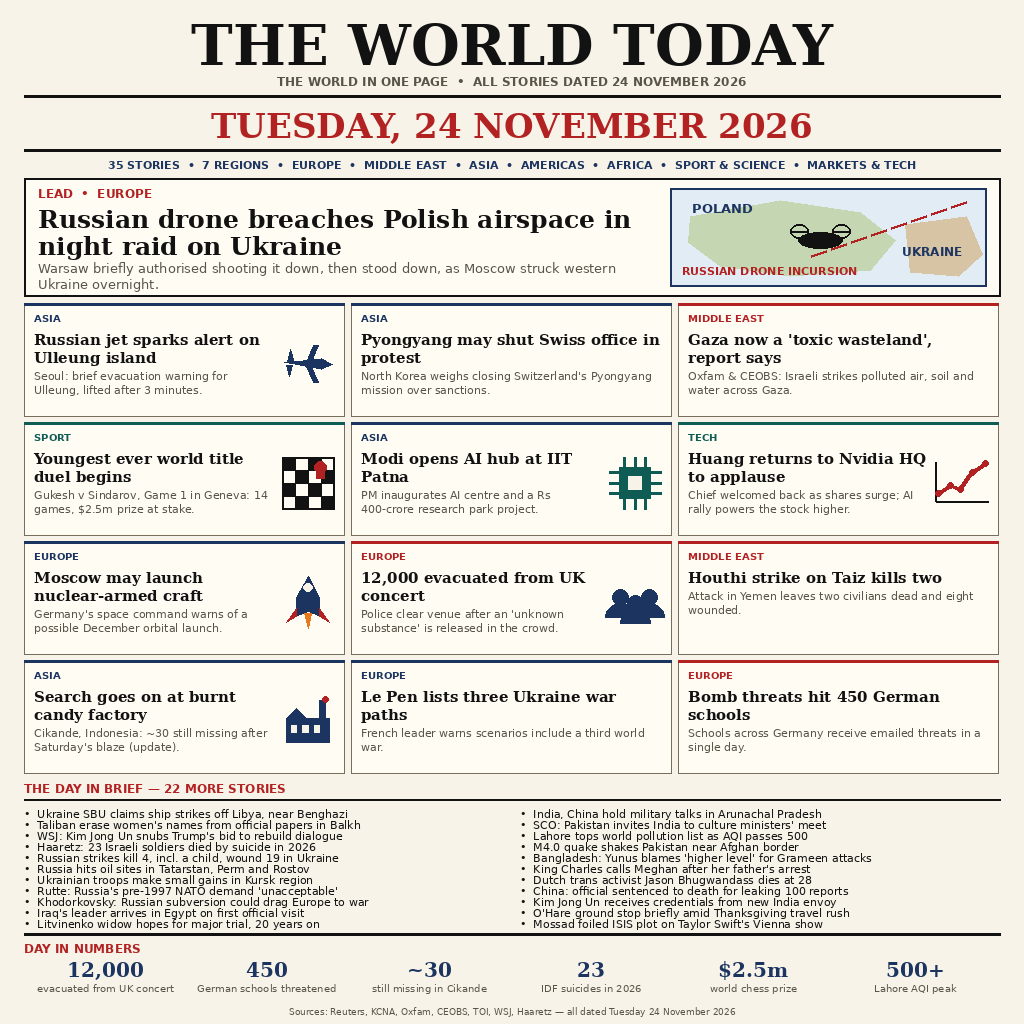 THE WORLD TODAY
THE WORLD IN ONE PAGE • ALL STORIES DATED 24 NOVEMBER 2026
TUESDAY, 24 NOVEMBER 2026
35 STORIES • 7 REGIONS • EUROPE • MIDDLE EAST • ASIA • AMERICAS • AFRICA • SPORT & SCIENCE • MARKETS & TECH
LEAD • EUROPE
Russian drone breaches Polish airspace in
night raid on Ukraine
Warsaw briefly authorised shooting it down, then stood down, as Moscow struck western
Ukraine overnight.
POLAND
UKRAINE
RUSSIAN DRONE INCURSION
ASIA
Russian jet sparks alert on
Ulleung island
Seoul: brief evacuation warning for
Ulleung, lifted after 3 minutes.
ASIA
Pyongyang may shut Swiss office in
protest
North Korea weighs closing Switzerland's Pyongyang
mission over sanctions.
MIDDLE EAST
Gaza now a 'toxic wasteland',
report says
Oxfam & CEOBS: Israeli strikes polluted air, soil and
water across Gaza.
SPORT
Youngest ever world title
duel begins
Gukesh v Sindarov, Game 1 in Geneva: 14
games, $2.5m prize at stake.
ASIA
Modi opens AI hub at IIT
Patna
PM inaugurates AI centre and a Rs
400-crore research park project.
TECH
Huang returns to Nvidia HQ
to applause
Chief welcomed back as shares surge; AI
rally powers the stock higher.
EUROPE
Moscow may launch
nuclear-armed craft
Germany's space command warns of a
possible December orbital launch.
EUROPE
12,000 evacuated from UK
concert
Police clear venue after an 'unknown
substance' is released in the crowd.
MIDDLE EAST
Houthi strike on Taiz kills two
Attack in Yemen leaves two civilians dead and eight
wounded.
ASIA
Search goes on at burnt
candy factory
Cikande, Indonesia: ~30 still missing after
Saturday's blaze (update).
EUROPE
Le Pen lists three Ukraine war
paths
French leader warns scenarios include a third world
war.
EUROPE
Bomb threats hit 450 German
schools
Schools across Germany receive emailed threats in a
single day.
THE DAY IN BRIEF — 22 MORE STORIES
• Ukraine SBU claims ship strikes off Libya, near Benghazi
• Taliban erase women's names from official papers in Balkh
• WSJ: Kim Jong Un snubs Trump's bid to rebuild dialogue
• Haaretz: 23 Israeli soldiers died by suicide in 2026
• Russian strikes kill 4, incl. a child, wound 19 in Ukraine
• Russia hits oil sites in Tatarstan, Perm and Rostov
• Ukrainian troops make small gains in Kursk region
• Rutte: Russia's pre-1997 NATO demand 'unacceptable'
• Khodorkovsky: Russian subversion could drag Europe to war
• Iraq's leader arrives in Egypt on first official visit
• Litvinenko widow hopes for major trial, 20 years on
• India, China hold military talks in Arunachal Pradesh
• SCO: Pakistan invites India to culture ministers' meet
• Lahore tops world pollution list as AQI passes 500
• M4.0 quake shakes Pakistan near Afghan border
• Bangladesh: Yunus blames 'higher level' for Grameen attacks
• King Charles calls Meghan after her father's arrest
• Dutch trans activist Jason Bhugwandass dies at 28
• China: official sentenced to death for leaking 100 reports
• Kim Jong Un receives credentials from new India envoy
• O'Hare ground stop briefly amid Thanksgiving travel rush
• Mossad foiled ISIS plot on Taylor Swift's Vienna show
DAY IN NUMBERS
12,000
evacuated from UK concert
450
German schools threatened
~30
still missing in Cikande
23
IDF suicides in 2026
$2.5m
world chess prize
500+
Lahore AQI peak
Sources: Reuters, KCNA, Oxfam, CEOBS, TOI, WSJ, Haaretz — all dated Tuesday 24 November 2026